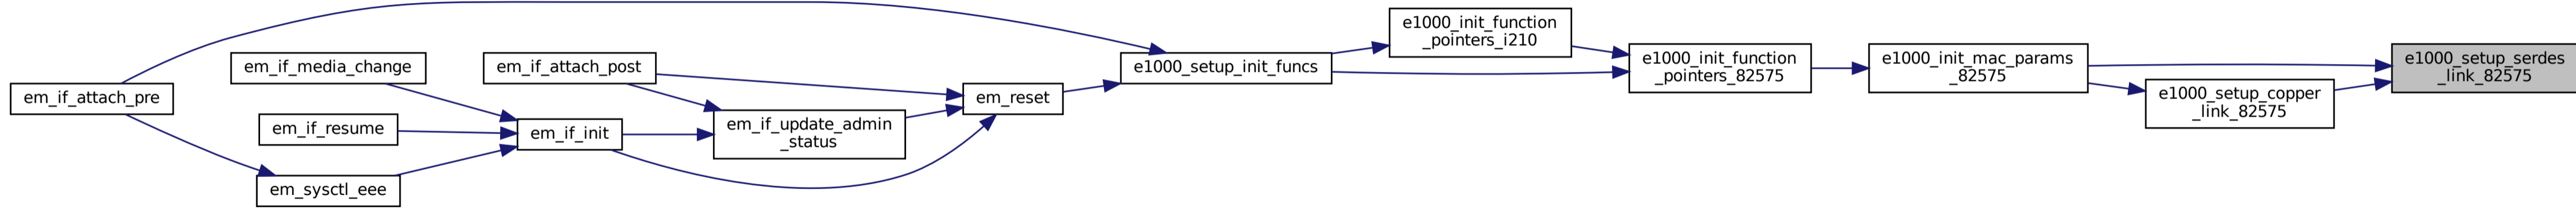 em_if_attach_pre
em_if_media_change
em_if_resume
em_sysctl_eee
em_if_attach_post
em_if_init
em_if_update_admin
_status
em_reset
e1000_setup_init_funcs
e1000_init_function
_pointers_i210
e1000_init_function
_pointers_82575
e1000_init_mac_params
_82575
e1000_setup_copper
_link_82575
e1000_setup_serdes
_link_82575